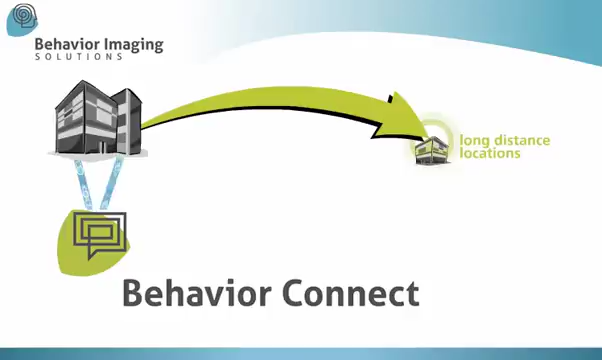 Behavior Imaging
SOLUTIONS
long distance
locations
Behavior Connect